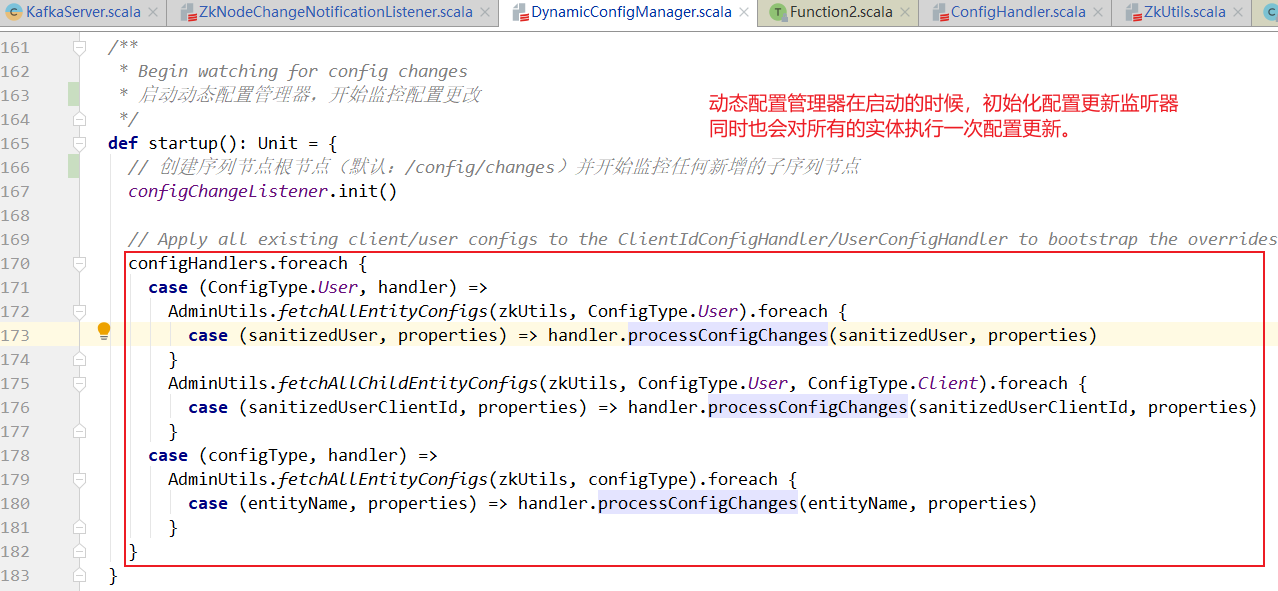 KafkaServer.scala ZkNodeChangeNotificationListener.scala DynamicConfigManager.scala Function2.scala ConfigHandler.scala ZkUtils.scala
161 /**
162 * Begin watching for config changes
163 * 启动动态配置管理器，开始监控配置更改
164 */
动态配置管理器在启动的时候，初始化配置更新监听器
同时也会对所有的实体执行一次配置更新。
165 def startup(): Unit = {
166 // 创建序列节点根节点（默认：/config/changes）并开始监控任何新增的子序列节点
167 configChangeListener.init()
168
169 // Apply all existing client/user configs to the ClientIdConfigHandler/UserConfigHandler to bootstrap the overrides
170 configHandlers.foreach {
171 case (ConfigType.User, handler) =>
172 AdminUtils.fetchAllEntityConfigs(zkUtils, ConfigType.User).foreach {
173 case (sanitizedUser, properties) => handler.processConfigChanges(sanitizedUser, properties)
174 }
175 AdminUtils.fetchAllChildEntityConfigs(zkUtils, ConfigType.User, ConfigType.Client).foreach {
176 case (sanitizedUserClientId, properties) => handler.processConfigChanges(sanitizedUserClientId, properties)
177 }
178 case (configType, handler) =>
179 AdminUtils.fetchAllEntityConfigs(zkUtils, configType).foreach {
180 case (entityName, properties) => handler.processConfigChanges(entityName, properties)
181 }
182 }
183 }